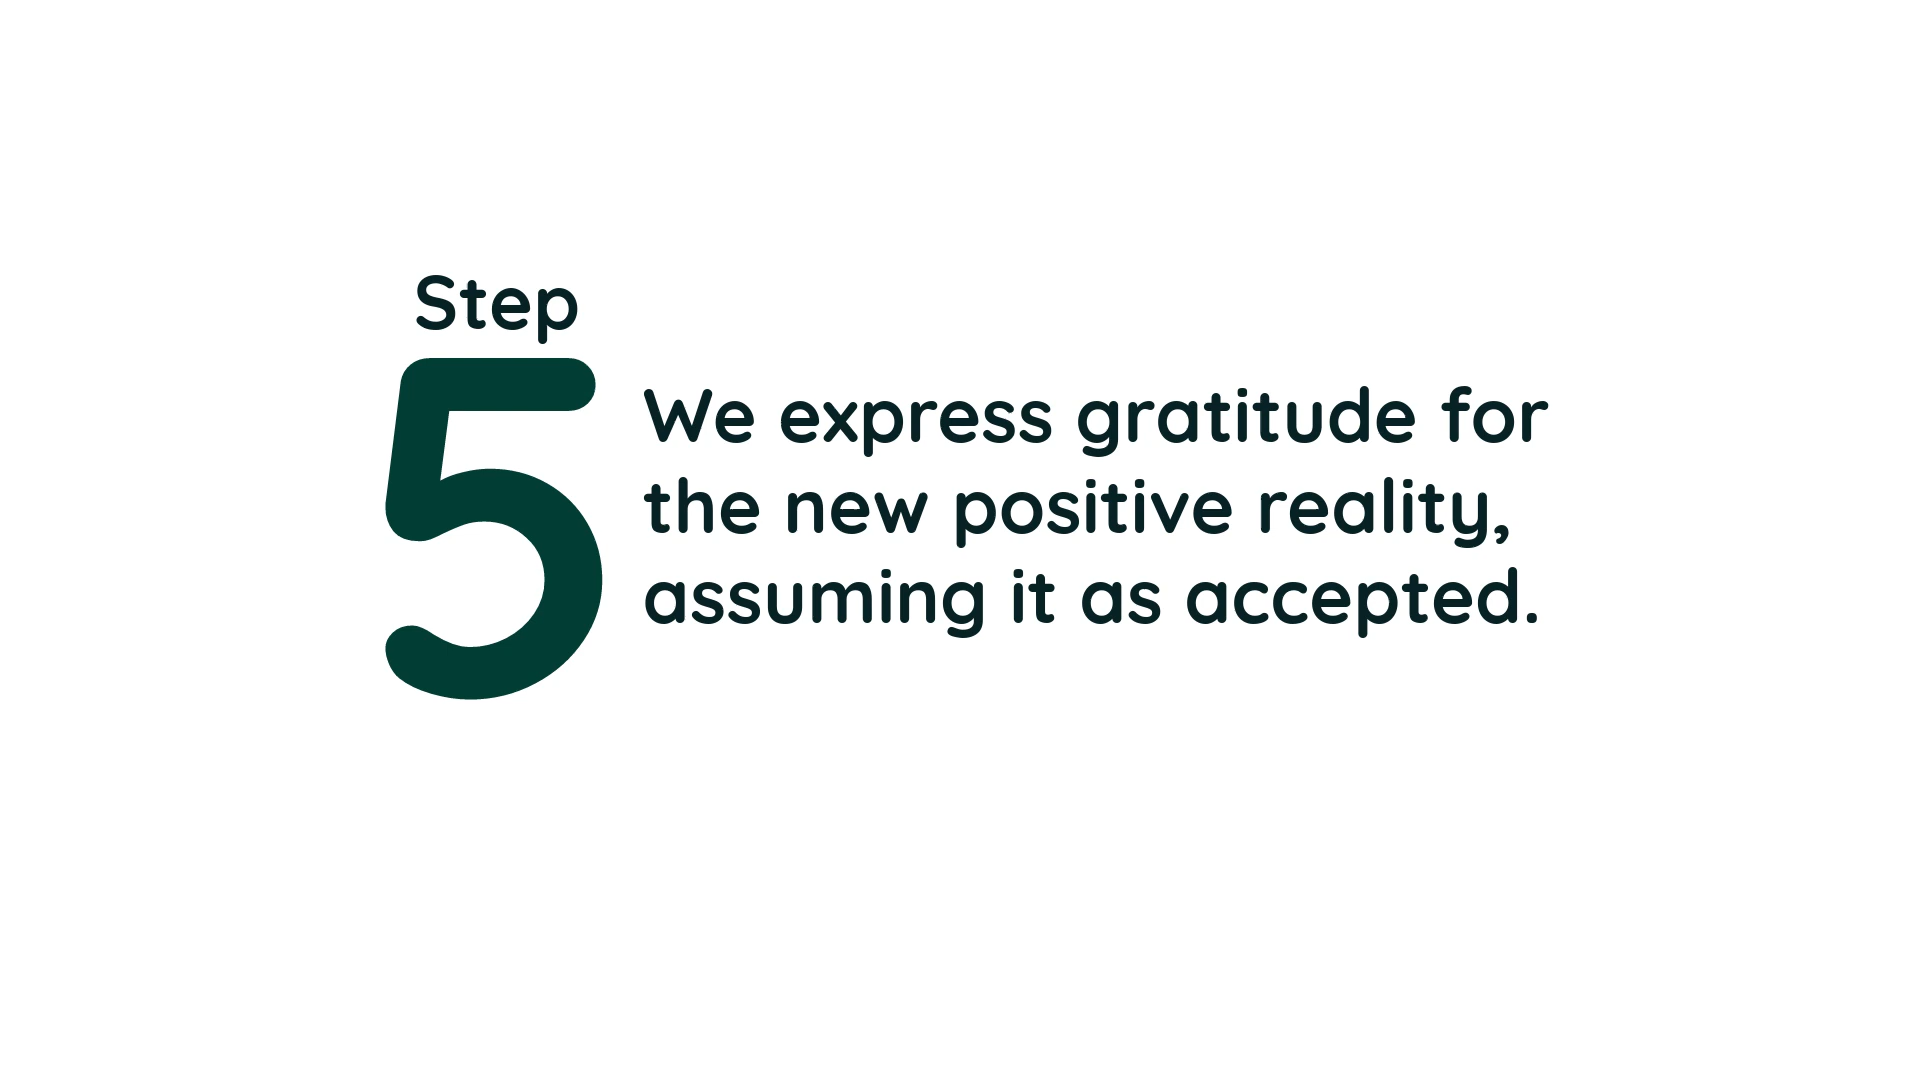 Step
5
We express gratitude for
the new positive reality,
assuming it as accepted.